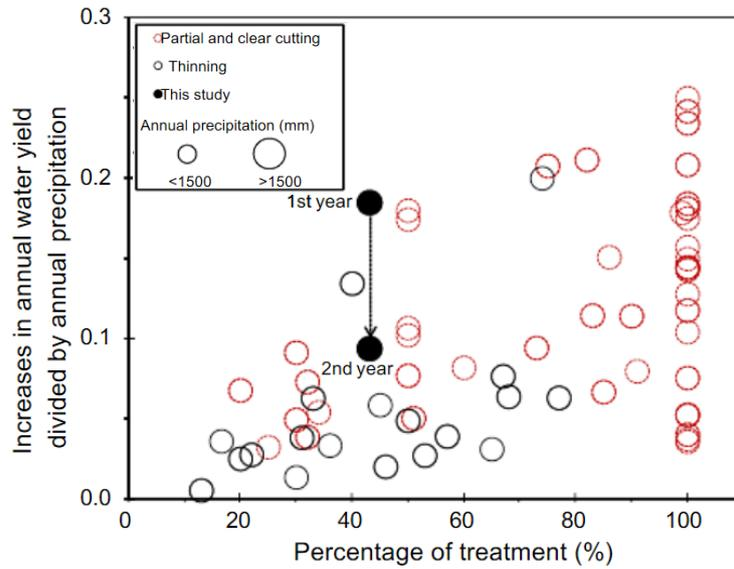 0.3
Partial and clear cutting
Thinning
This study
Annual precipitation (mm)
<1500 >1500
0.2
1st year
0.1
2nd year
0.0
0 20 40 60 80 100
Percentage of treatment (%)
Increases in annual water yield
divided by annual precipitation